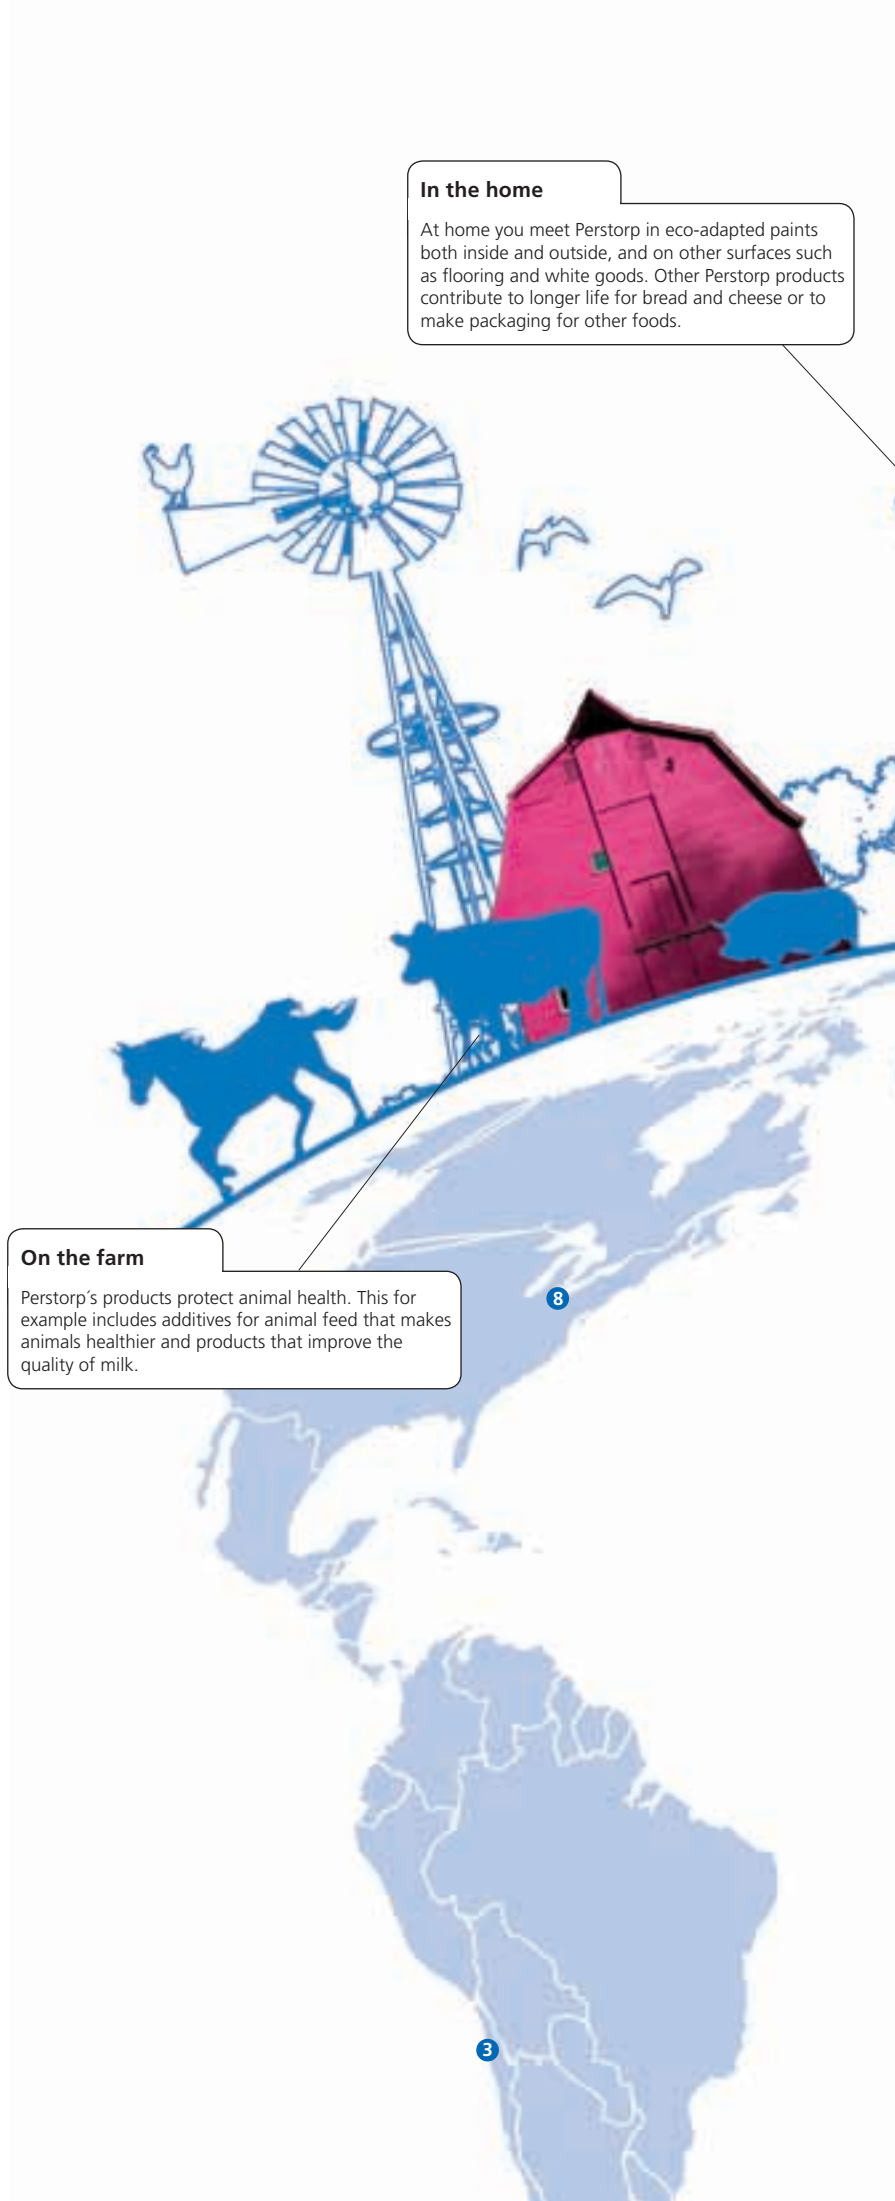 In the home
At home you meet Perstorp in eco-adapted paints
both inside and outside, and on other surfaces such
as flooring and white goods. Other Perstorp products
contribute to longer life for bread and cheese or to
make packaging for other foods.
On the farm
Perstorp´s products protect animal health. This for
example includes additives for animal feed that makes
animals healthier and products that improve the
quality of milk.
8
3